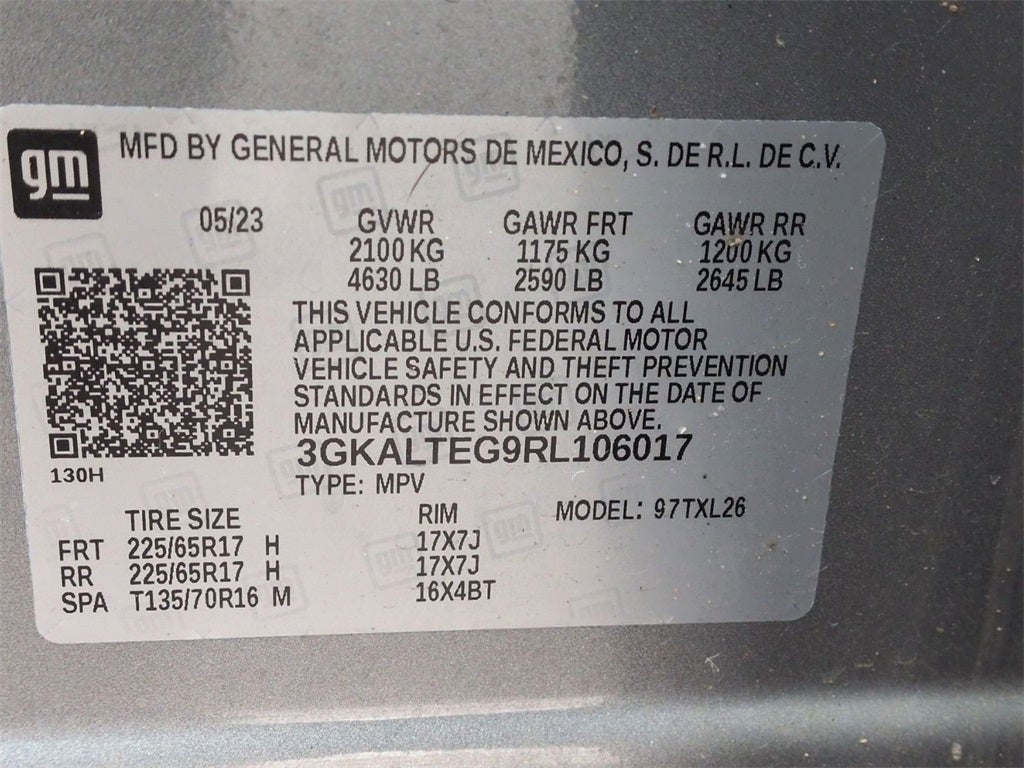 gm
MFD BY GENERAL MOTORS DE MEXICO, S. DE R.L. DE C.V.
05/23 GVWR GAWR FRT GAWR RR
2100 KG 1175 KG 1200 KG
4630 LB 2590 LB 2645 LB
THIS VEHICLE CONFORMS TO ALL
APPLICABLE U.S. FEDERAL MOTOR
VEHICLE SAFETY AND THEFT PREVENTION
STANDARDS IN EFFECT ON THE DATE OF
MANUFACTURE SHOWN ABOVE.
3GKALTEG9RL106017
130H
TYPE: MPV
TIRE SIZE RIM MODEL: 97TXL26
FRT 225/65R17 H 17X7J
RR 225/65R17 H 17X7J
SPA T135/70R16 M 16X4BT